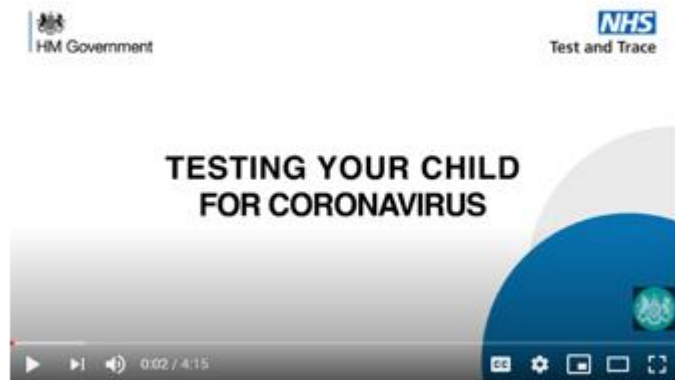 HM Government
NHS
Test and Trace
TESTING YOUR CHILD
FOR CORONAVIRUS
0:02 / 4:15
CC